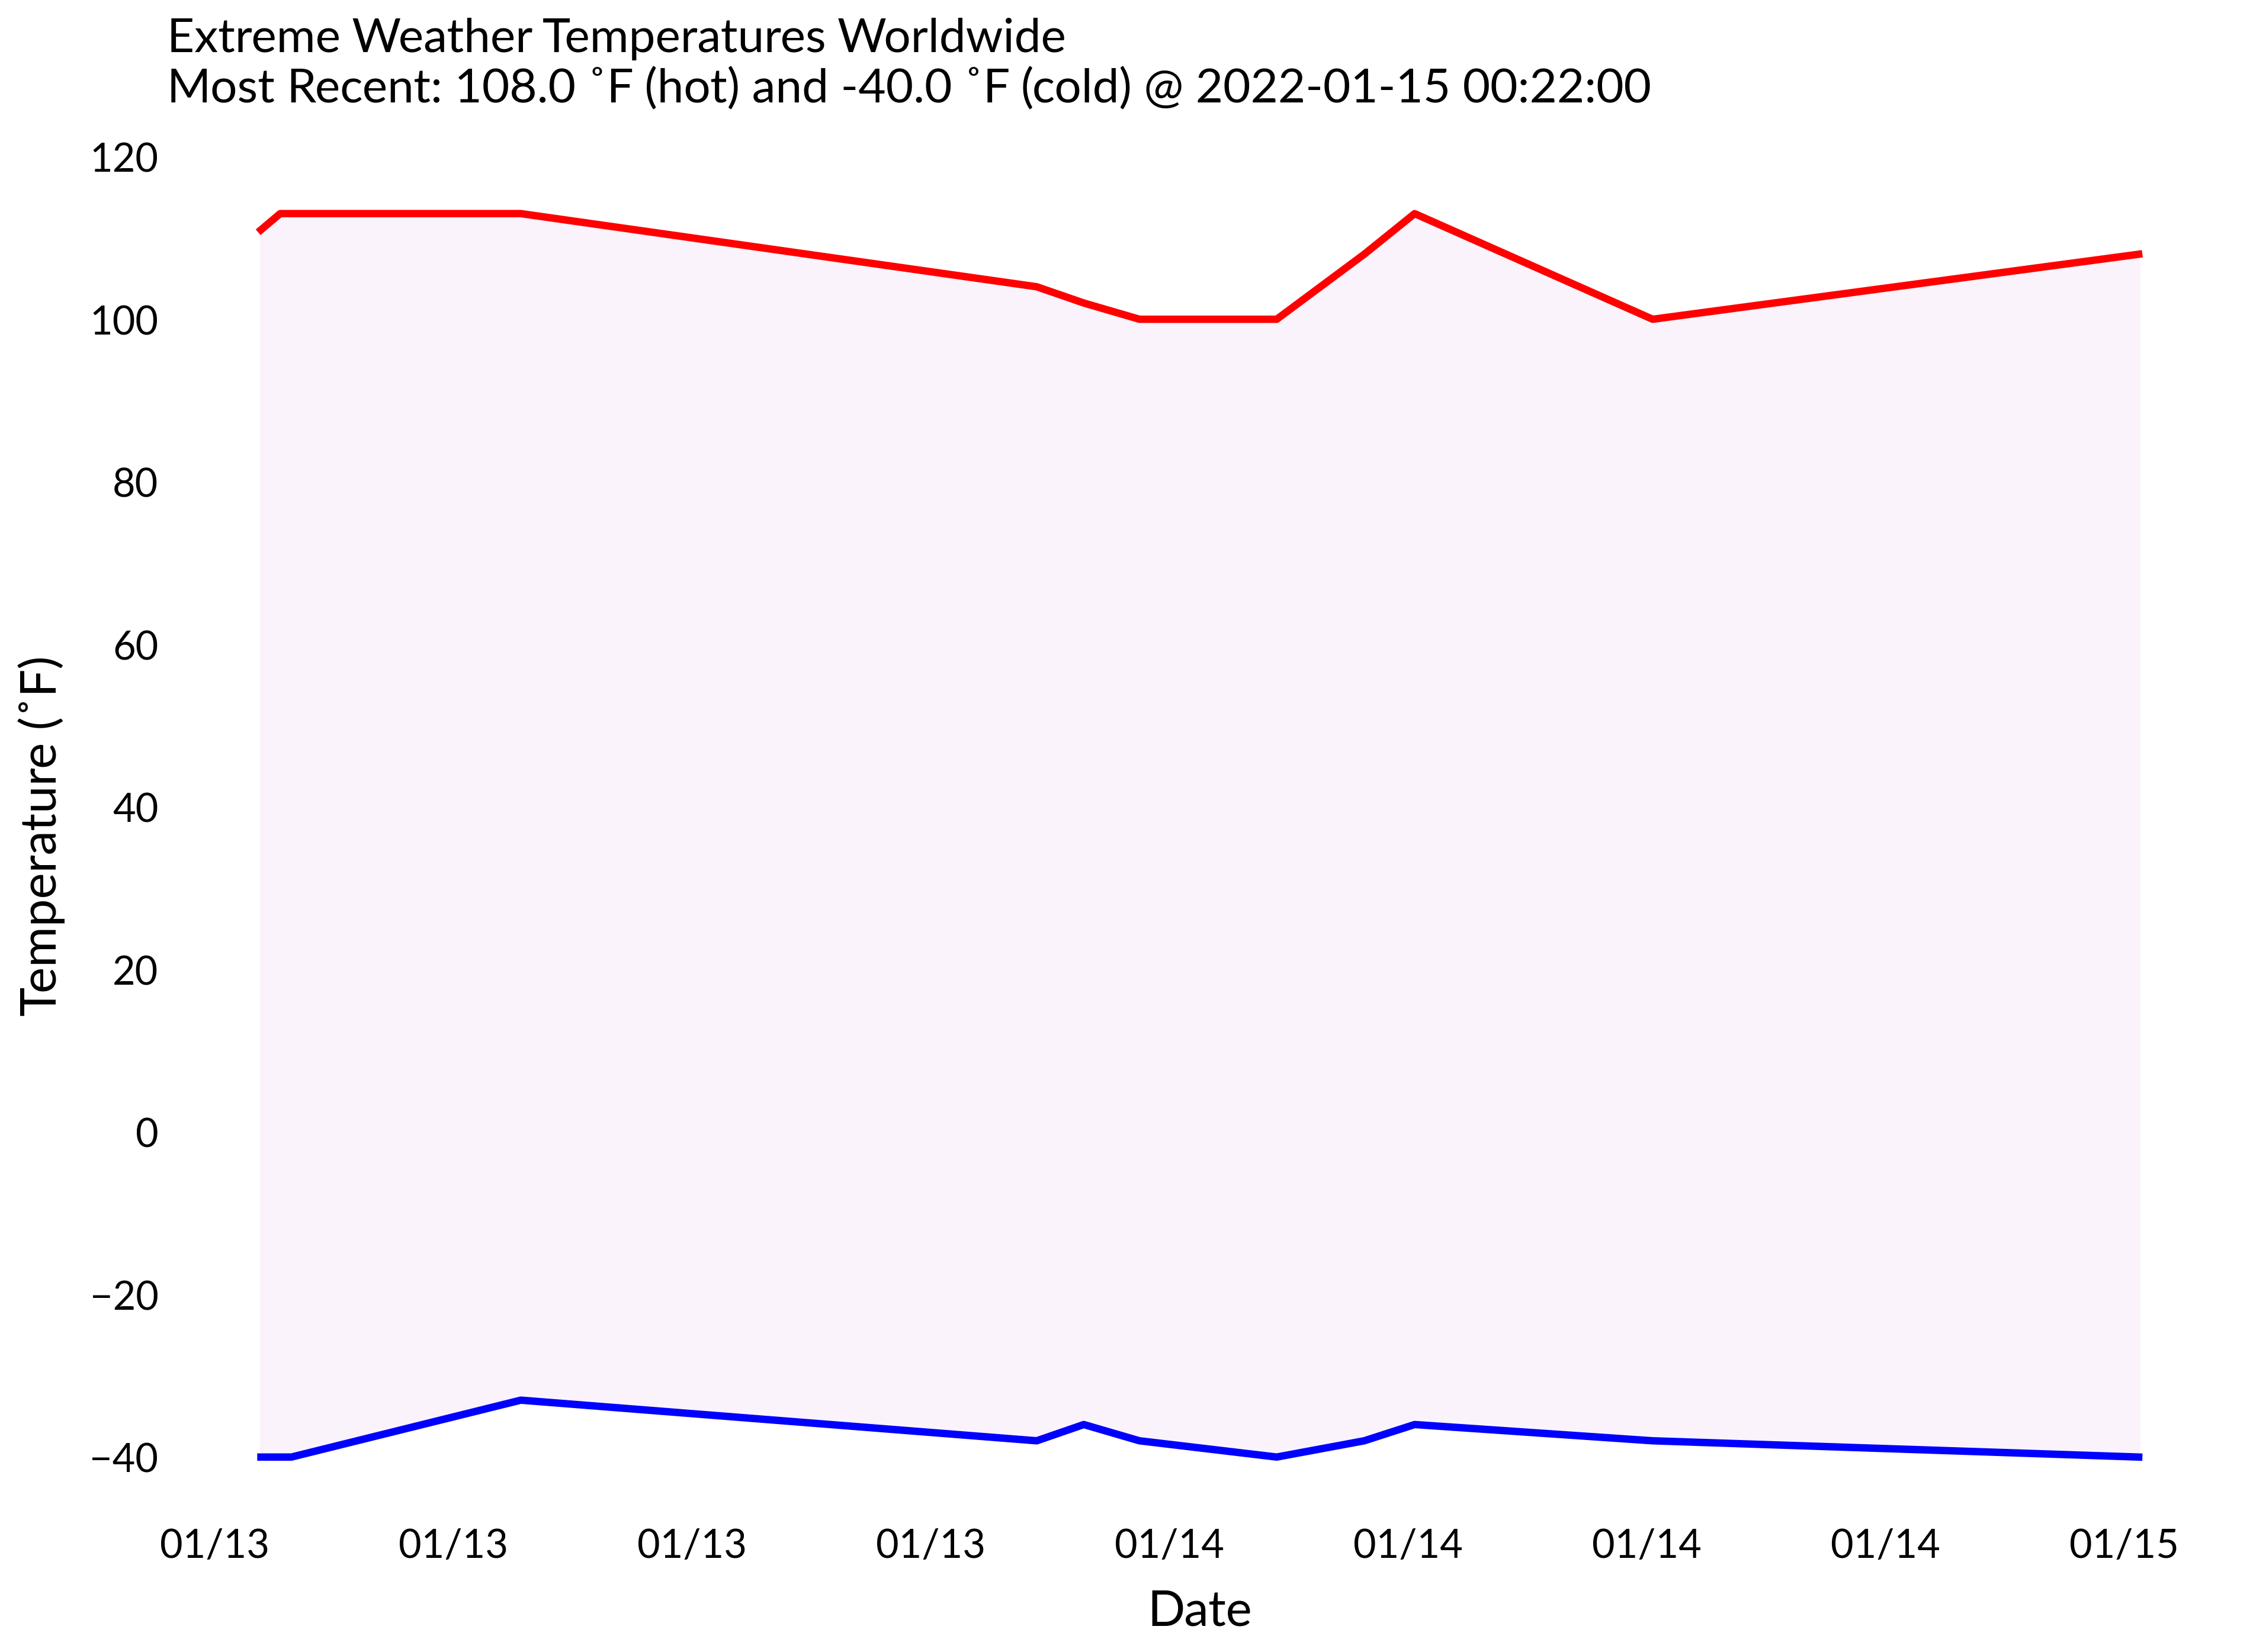 Extreme Weather Temperatures Worldwide
Most Recent: 108.0 ˚F (hot) and -40.0 ˚F (cold) @ 2022-01-15 00:22:00
120
100
80
60
40
20
0
−20
−40
Temperature (˚F)
01/13 01/13 01/13 01/13 01/14 01/14 01/14 01/14 01/15
Date